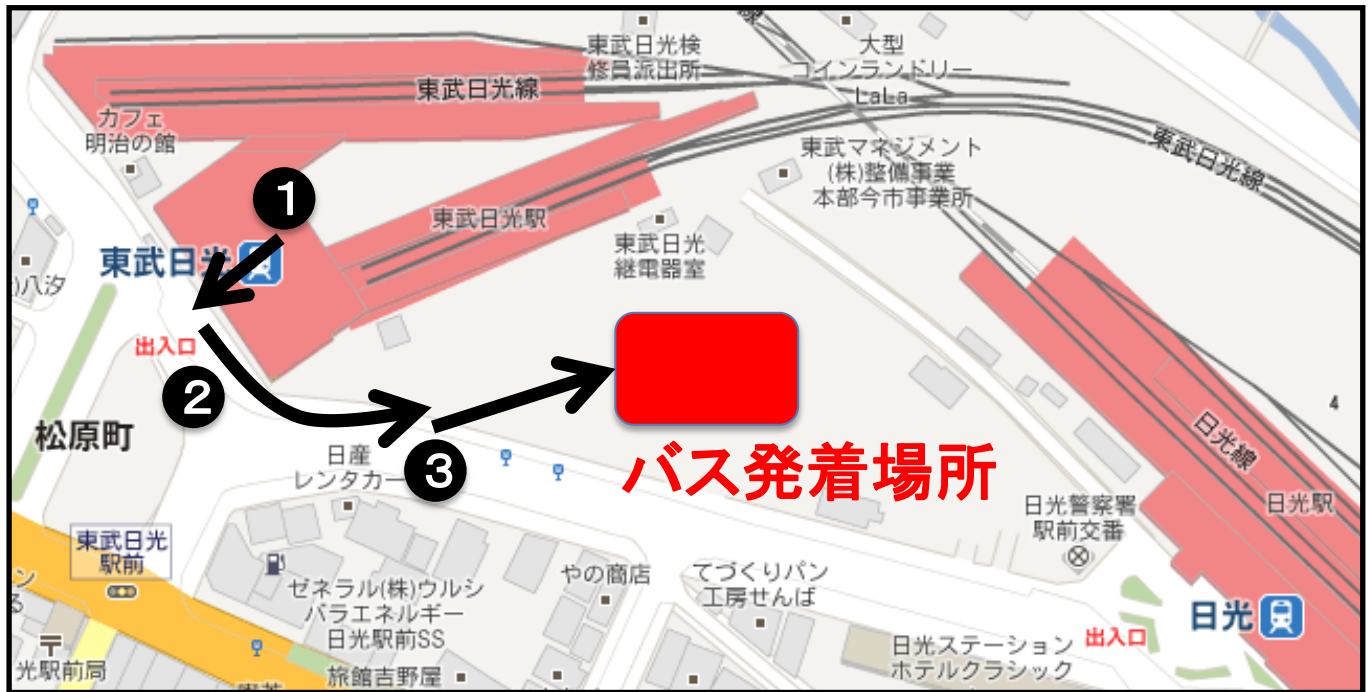 東武日光検
修員派出所
大型
コインランドリー
LaLa
東武日光線
カフェ
明治の館
東武マネジメント
(株)整備事業
本部今市事業所
東武日光線
❶
東武日光駅
東武日光
継電器室
東武日光
)八汐
出入口
❷
松原町
日産
レンタカー
❸
バス発着場所
4
日光線
日光駅
日光警察署
駅前交番
東武日光
駅前
ゼネラル(株)ウルシ
バラエネルギー
日光駅前SS
やの商店
てづくりパン
工房せんば
日光
出入口
日光ステーション
ホテルクラシック
光駅前局
旅館吉野屋